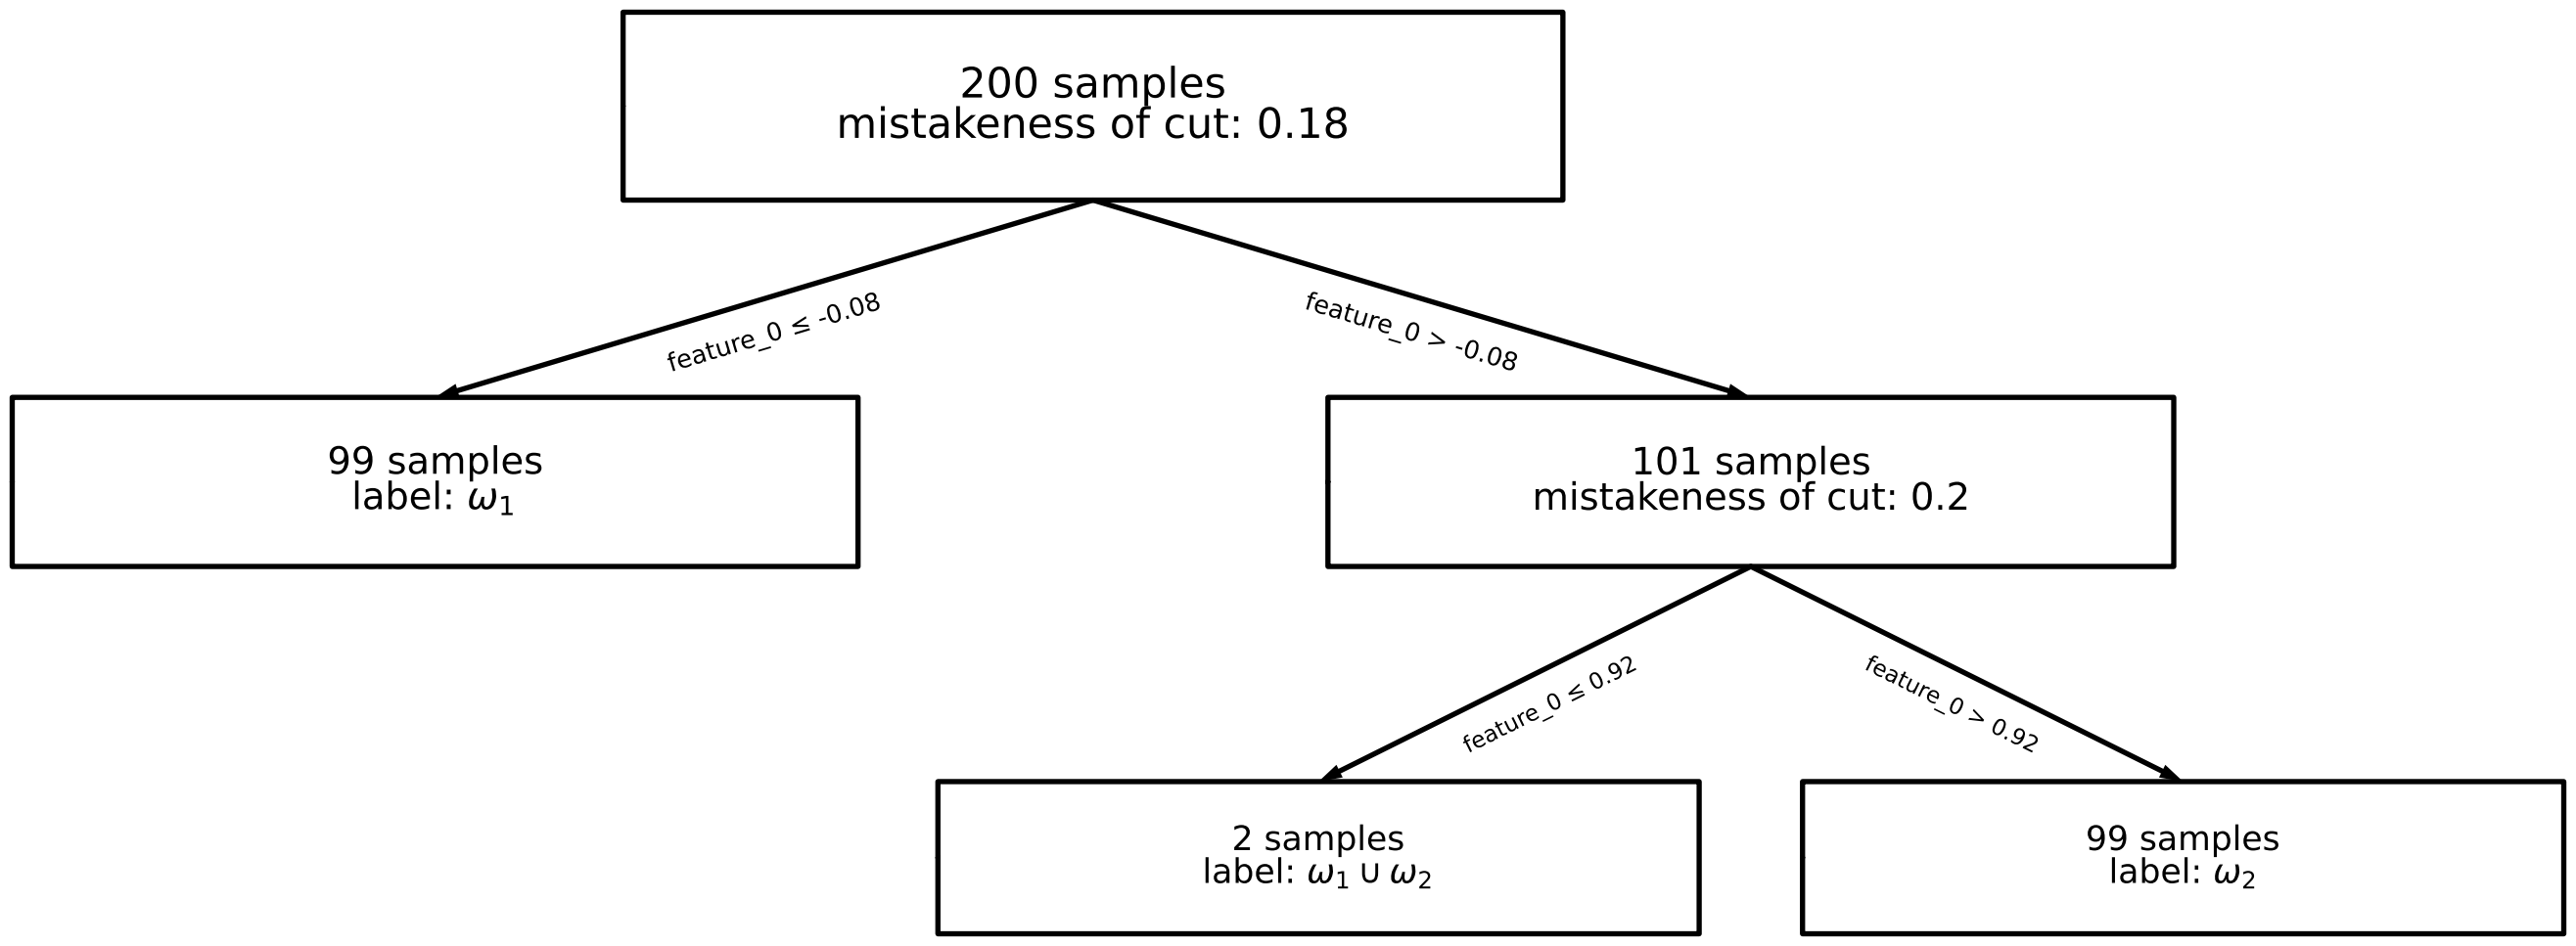 200 samples
mistakeness of cut: 0.18
feature_0 ≤ -0.08
feature_0 > -0.08
99 samples
label: ω₁
101 samples
mistakeness of cut: 0.2
feature_0 ≤ 0.92
feature_0 > 0.92
2 samples
label: ω₁ ∪ ω₂
99 samples
label: ω₂